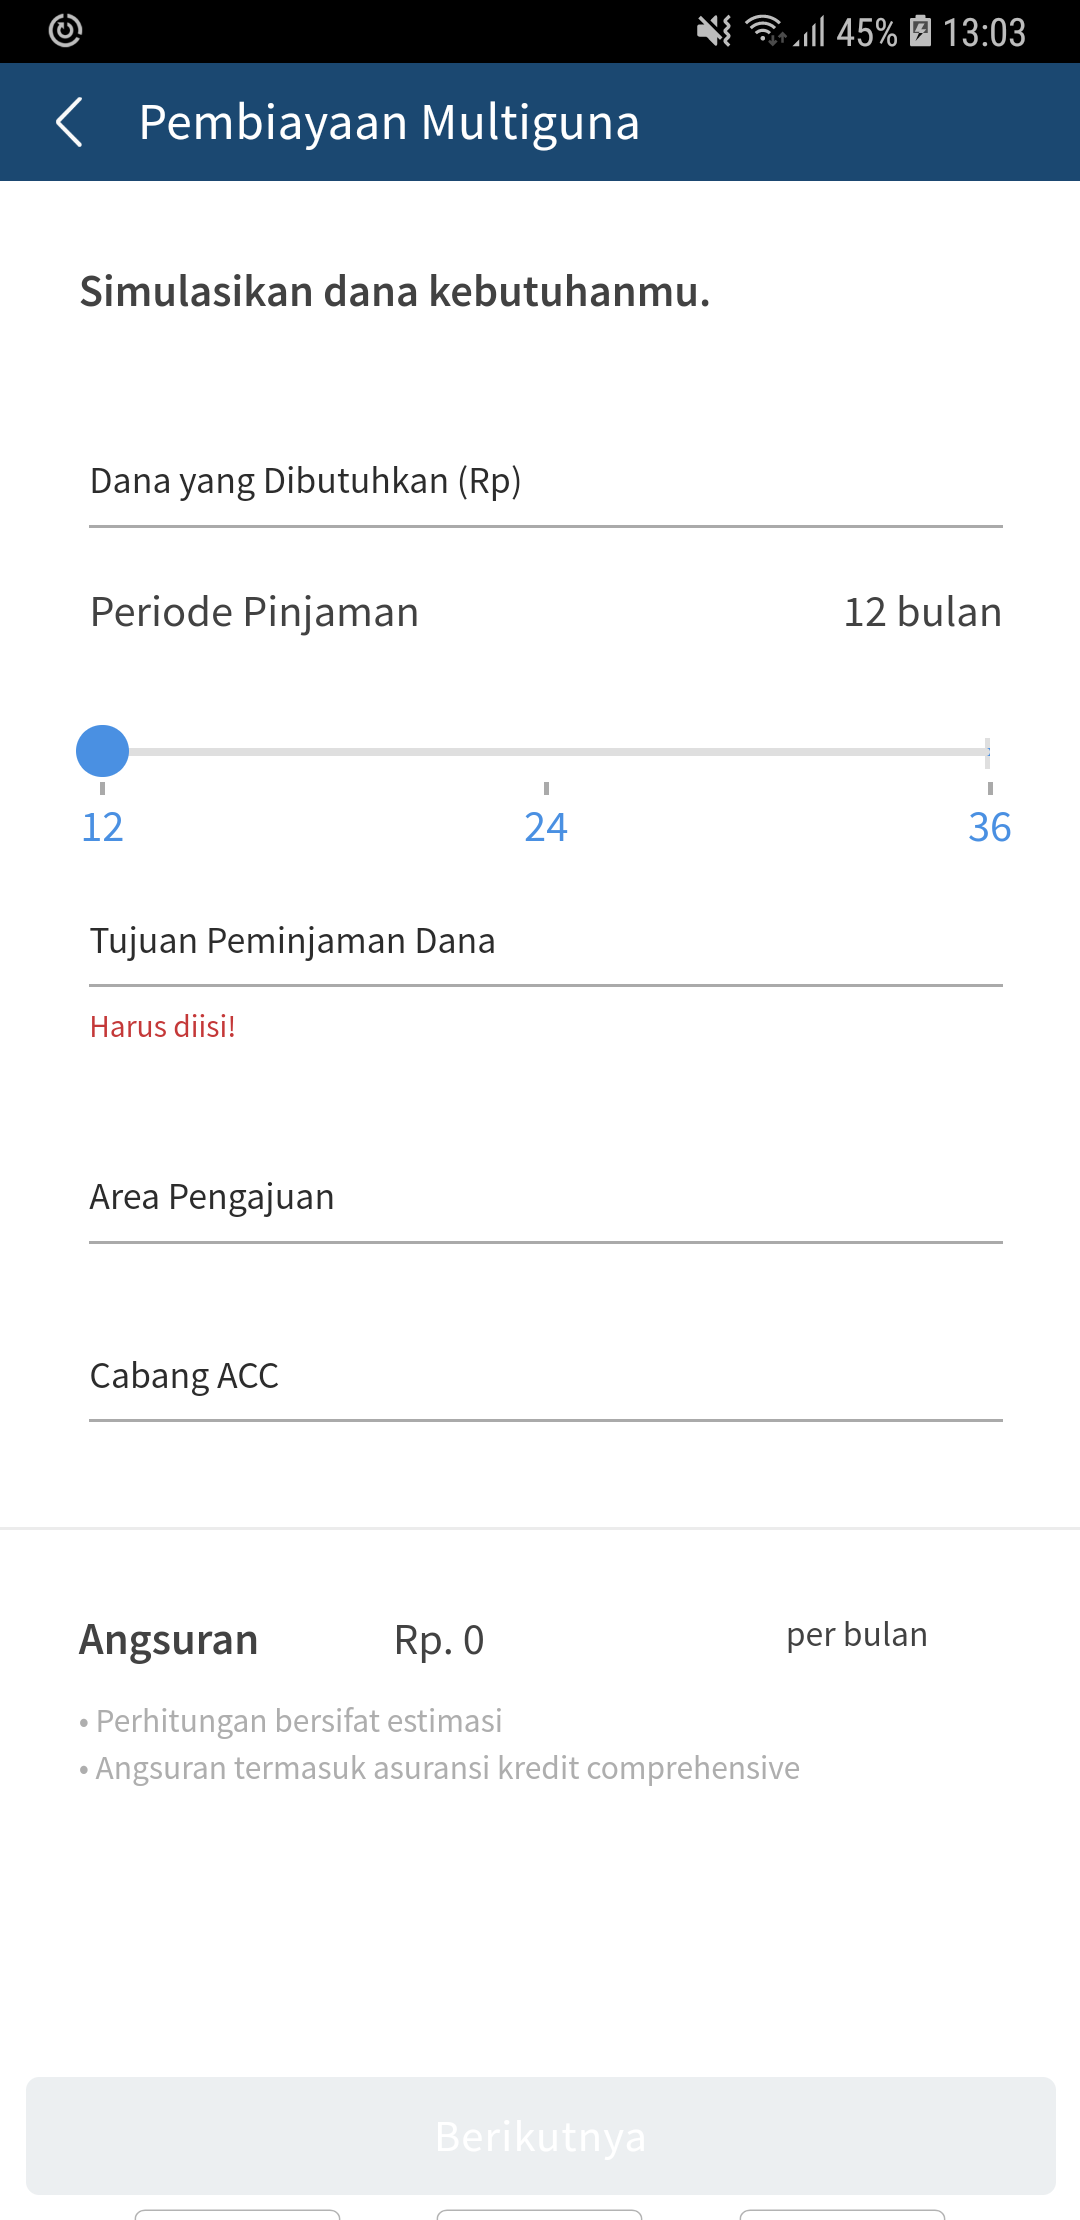 45% 13:03
Pembiayaan Multiguna
Simulasikan dana kebutuhanmu.
Dana yang Dibutuhkan (Rp)
Periode Pinjaman 12 bulan
12 24 36
Tujuan Peminjaman Dana
Harus diisi!
Area Pengajuan
Cabang ACC
Angsuran Rp. 0 per bulan
• Perhitungan bersifat estimasi
• Angsuran termasuk asuransi kredit comprehensive
Berikutnya